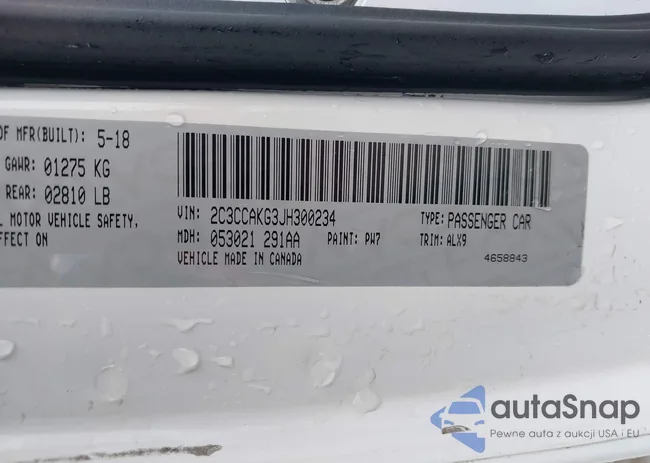 OF MFR(BUILT): 5-18
GAWR: 01275 KG
REAR: 02810 LB
MOTOR VEHICLE SAFETY,
EFFECT ON
VIN: 2C3CCAKG3JH300234
TYPE: PASSENGER CAR
MDH: 053021 291AA
PAINT: PW7
TRIM: ALX9
VEHICLE MADE IN CANADA
4658843
autaSnap
Pewne auta z aukcji USA i EU